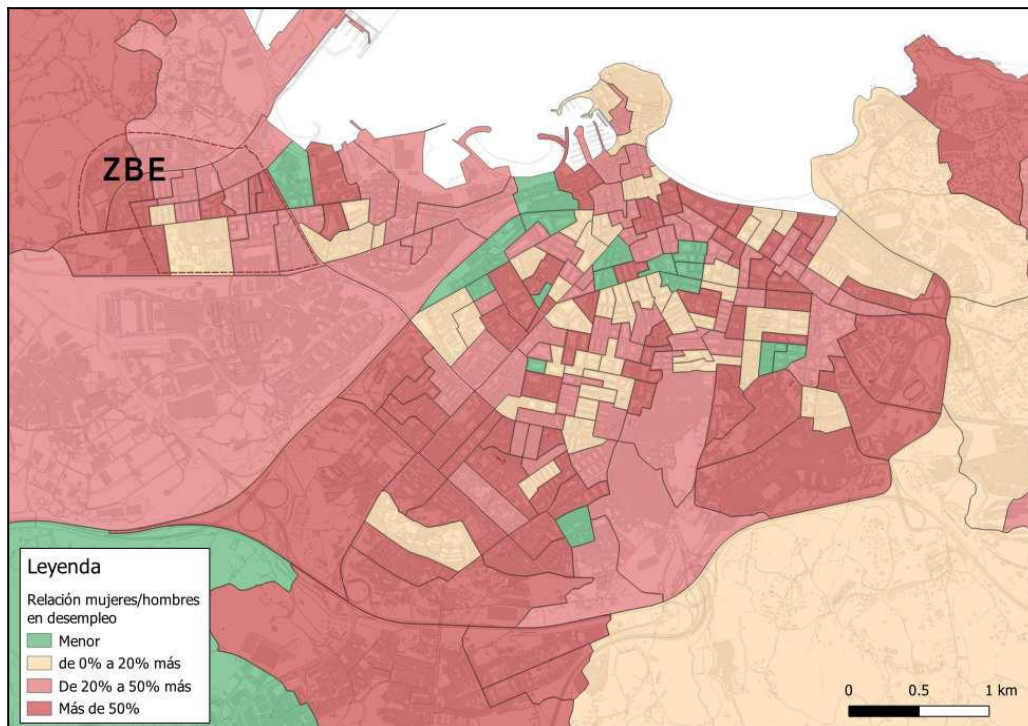 ZBE
Leyenda
Relación mujeres/hombres
en desempleo
Menor
de 0% a 20% más
De 20% a 50% más
Más de 50%
0 0.5 1 km